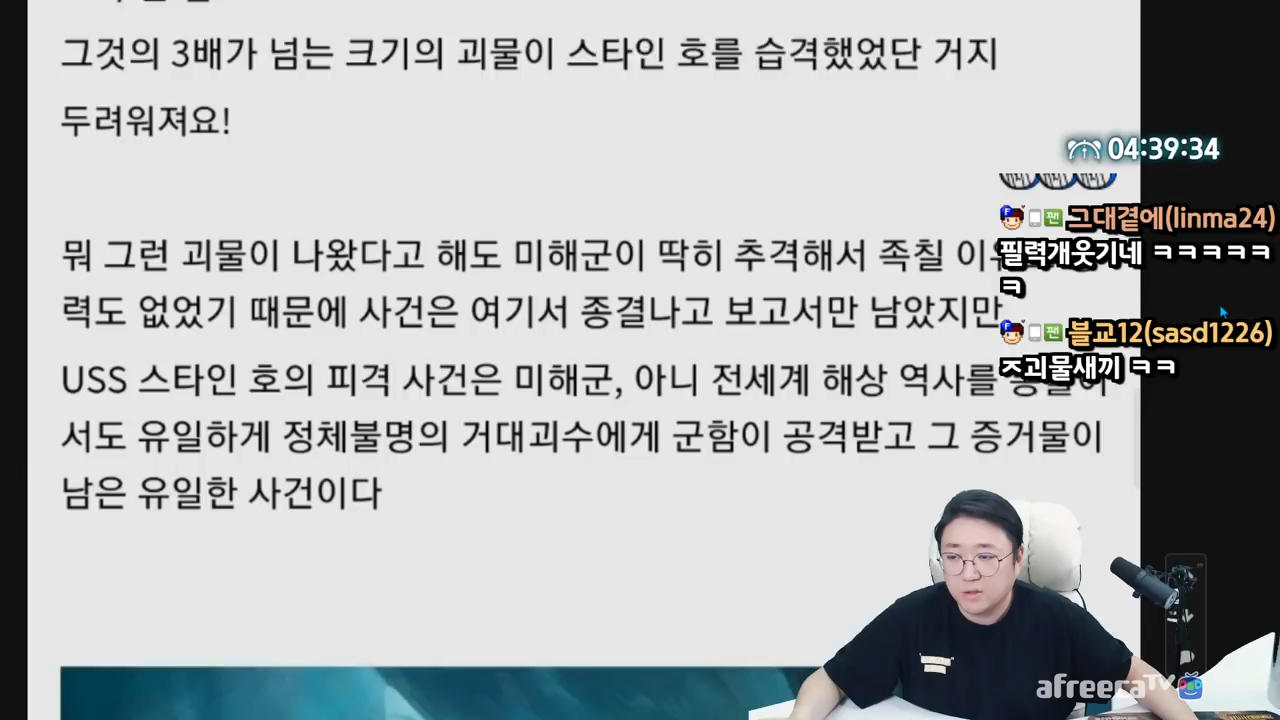 그것의 3배가 넘는 크기의 괴물이 스타인 호를 습격했었단 거지
두려워져요!
04:39:34
그대곁에(linma24)
필력개웃기네 ㅋㅋㅋㅋㅋ
ㅋ
뭐 그런 괴물이 나왔다고 해도 미해군이 딱히 추격해서 족칠
력도 없었기 때문에 사건은 여기서 종결나고 보고서만 남았지만
블교12(sasd1226)
ㅈ괴물새끼 ㅋㅋ
USS 스타인 호의 피격 사건은 미해군, 아니 전세계 해상 역사를
서도 유일하게 정체불명의 거대괴수에게 군함이 공격받고 그 증거물이
남은 유일한 사건이다
afreecaTV